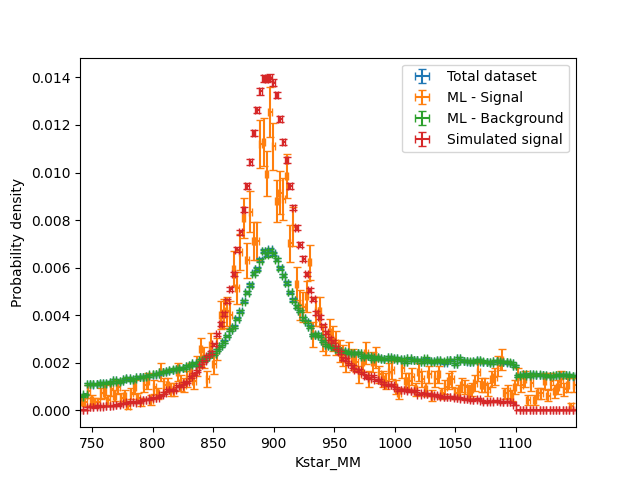 Total dataset
ML - Signal
ML - Background
Simulated signal
Probability density
0.014
0.012
0.010
0.008
0.006
0.004
0.002
0.000
750 800 850 900 950 1000 1050 1100
Kstar_MM